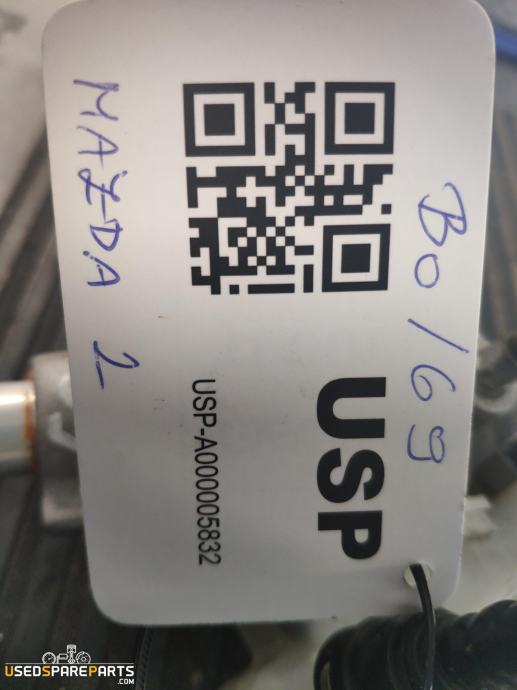 B0/69
USP
USP-A000005832
MAZDA 2
USEDSPAREPARTS
.COM